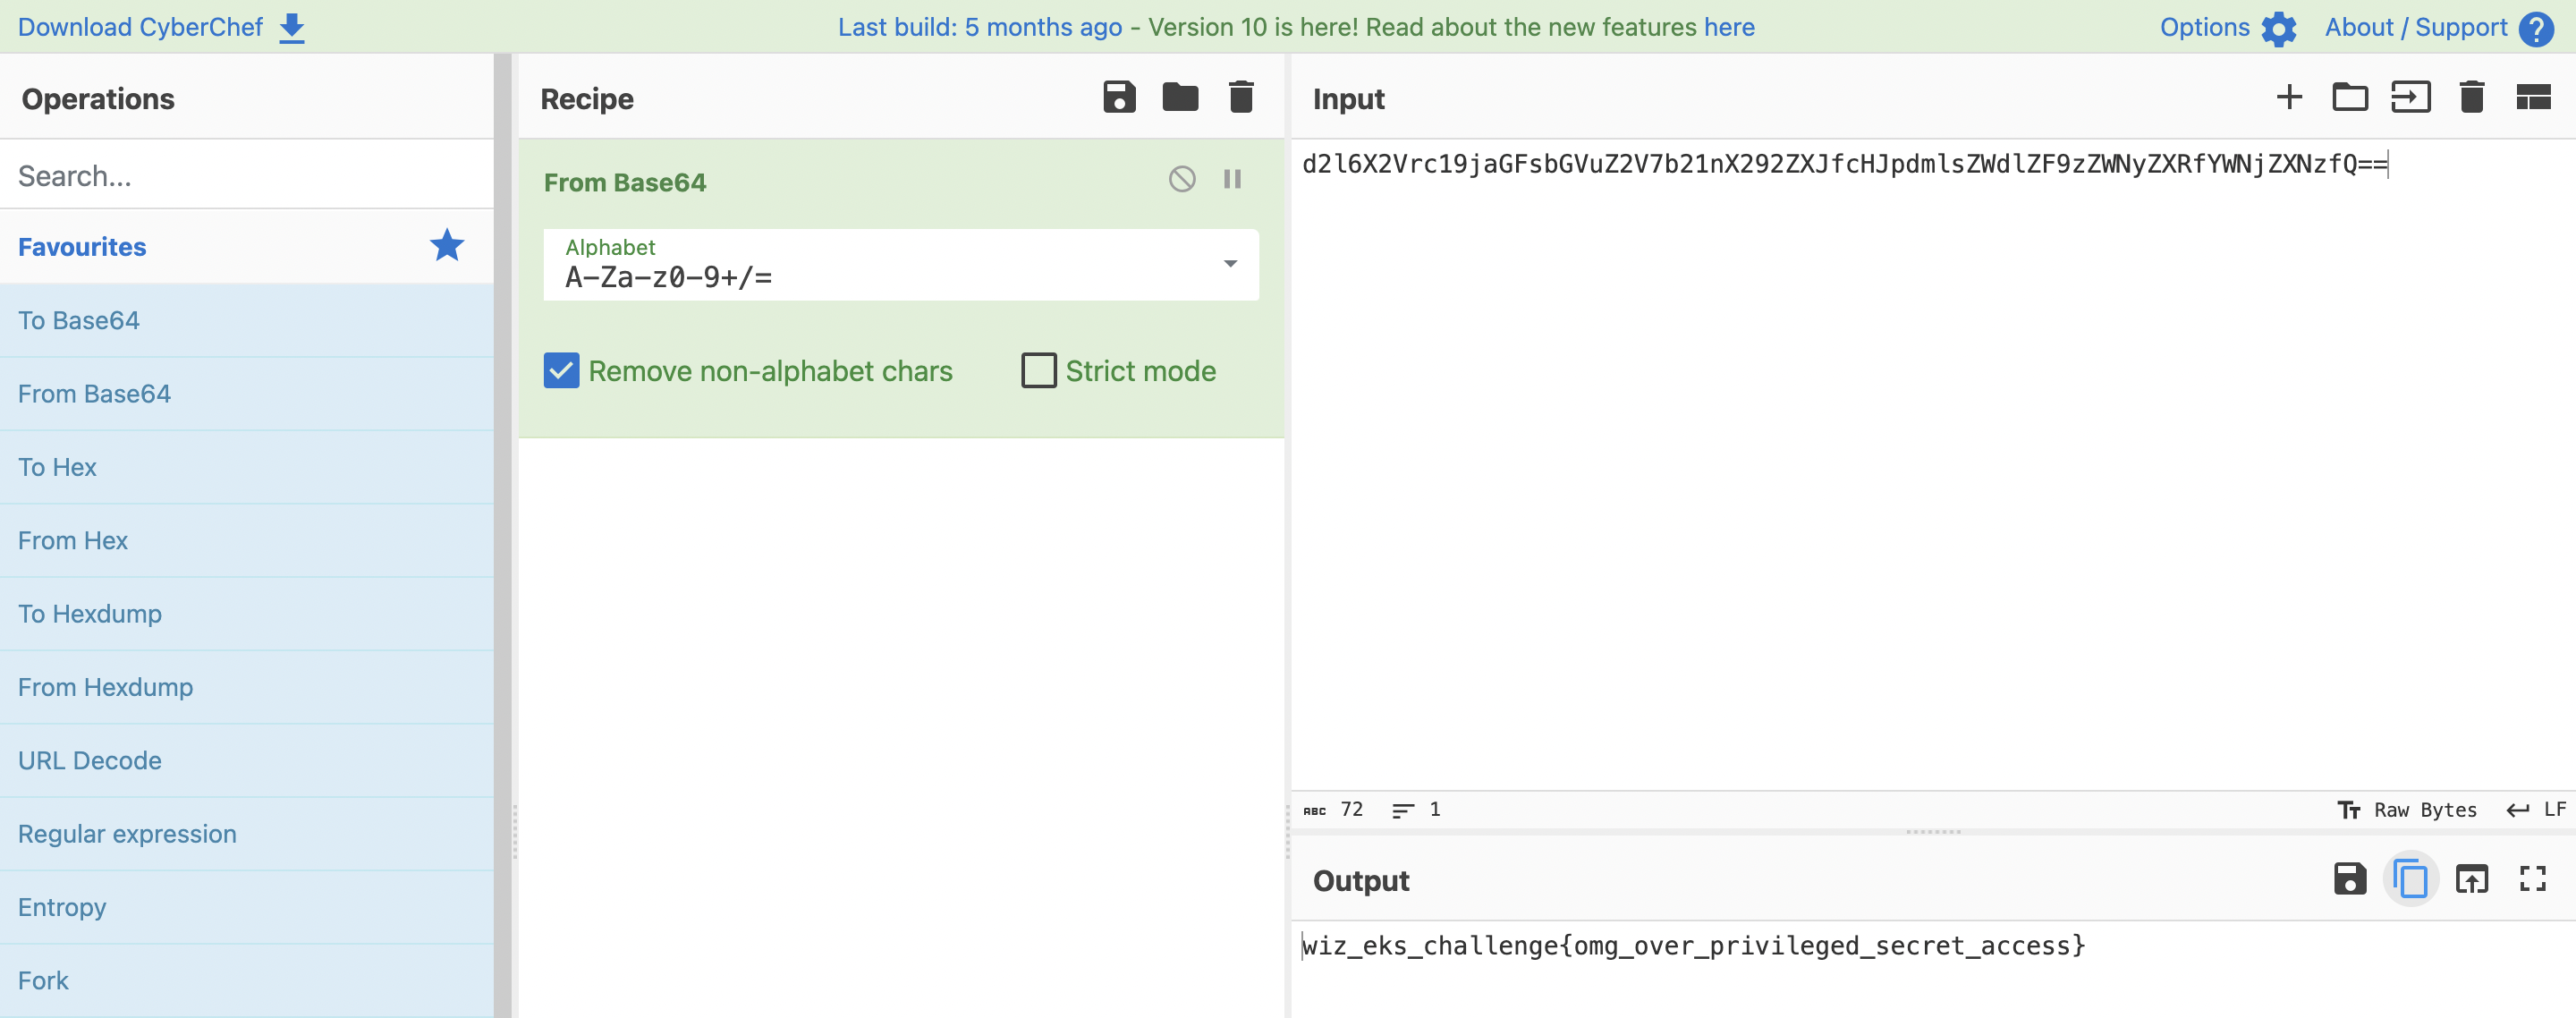 Download CyberChef
Last build: 5 months ago - Version 10 is here! Read about the new features here
Options
About / Support
?
Operations
Search...
Favourites
To Base64
From Base64
To Hex
From Hex
To Hexdump
From Hexdump
URL Decode
Regular expression
Entropy
Fork
Recipe
From Base64
Alphabet
A-Za-z0-9+/=
Remove non-alphabet chars
Strict mode
Input
d2l6X2Vrc19jaGFsbGVuZ2V7b21nX292ZXJfcHJpdmlsZWdlZF9zZWNyZXRfYWNjZXNzfQ==
ABC 72 1
Tт Raw Bytes LF
Output
wiz_eks_challenge{omg_over_privileged_secret_access}